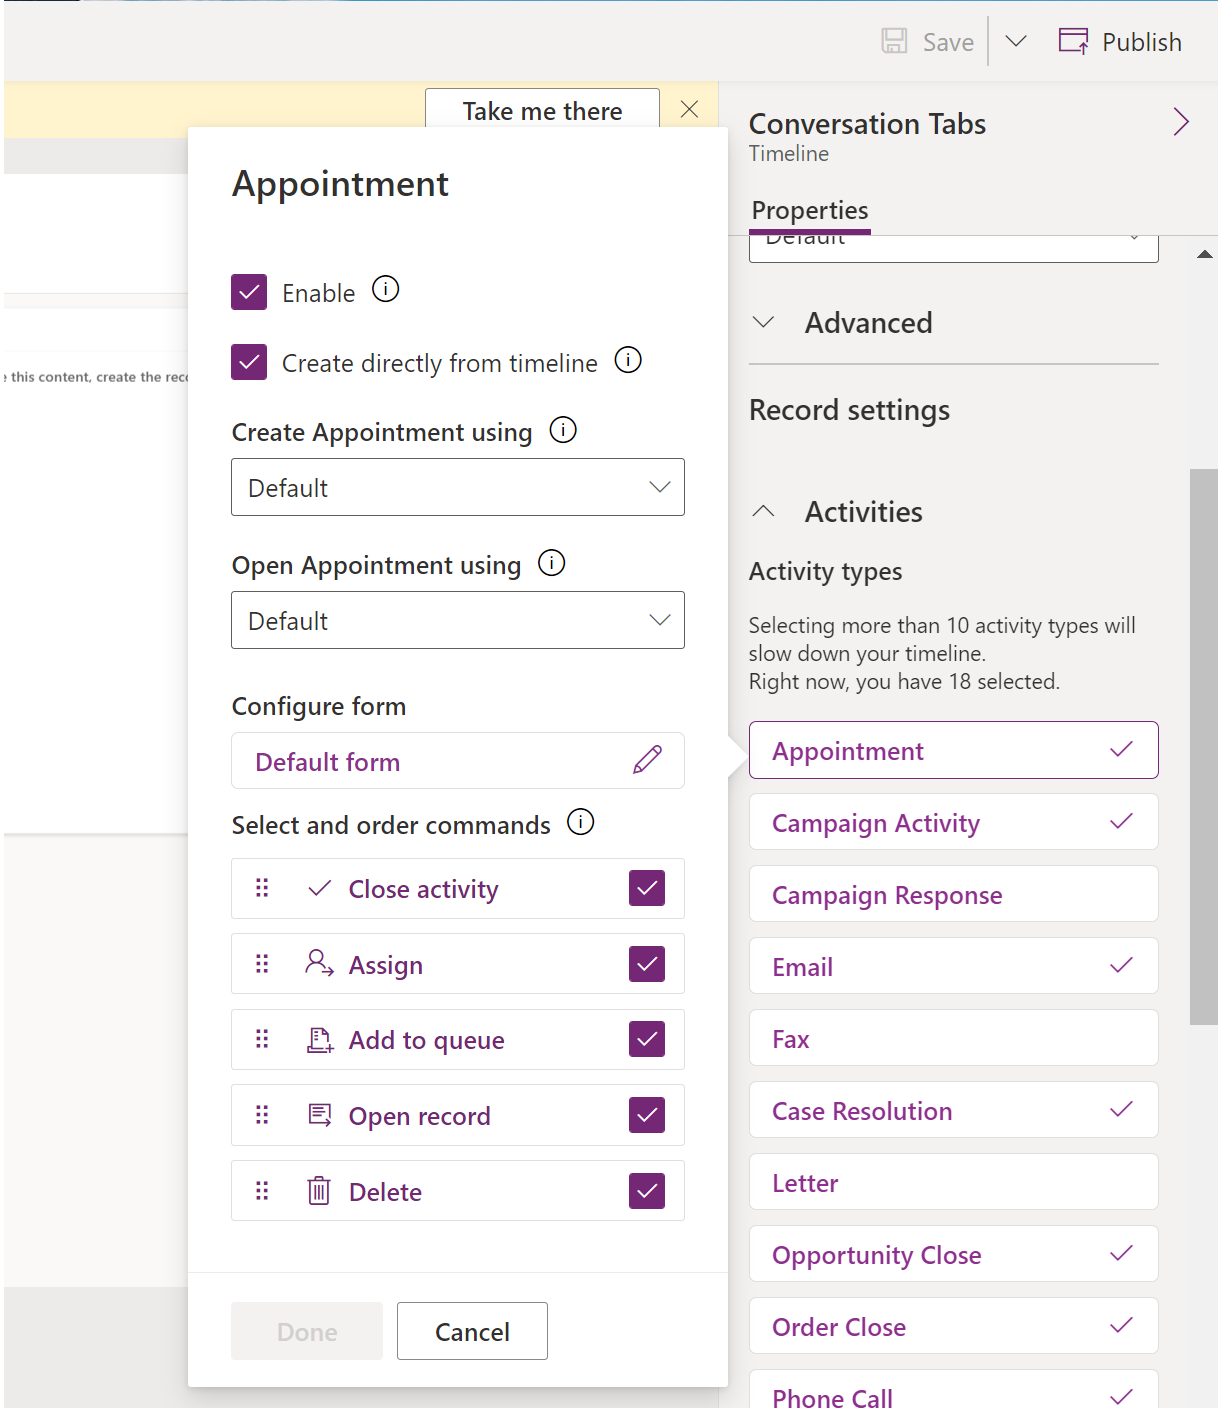 Save
Publish
Take me there
Conversation Tabs
Timeline
Properties
Default
Advanced
Record settings
Activities
Activity types
Selecting more than 10 activity types will
slow down your timeline.
Right now, you have 18 selected.
Appointment
Campaign Activity
Campaign Response
Email
Fax
Case Resolution
Letter
Opportunity Close
Order Close
Phone Call
this content, create the
Appointment
Enable
Create directly from timeline
Create Appointment using
Default
Open Appointment using
Default
Configure form
Default form
Select and order commands
Close activity
Assign
Add to queue
Open record
Delete
Done
Cancel